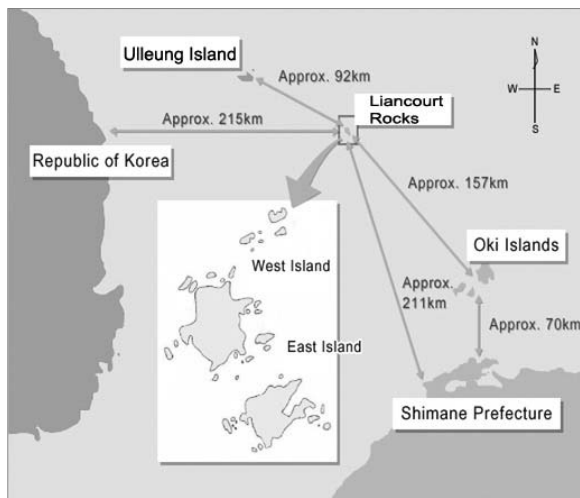 Ulleung Island
Approx. 92km
N
W E
S
Liancourt
Rocks
Approx. 215km
Republic of Korea
Approx. 157km
West Island
Oki Islands
Approx.
211km
East Island
Approx. 70km
Shimane Prefecture